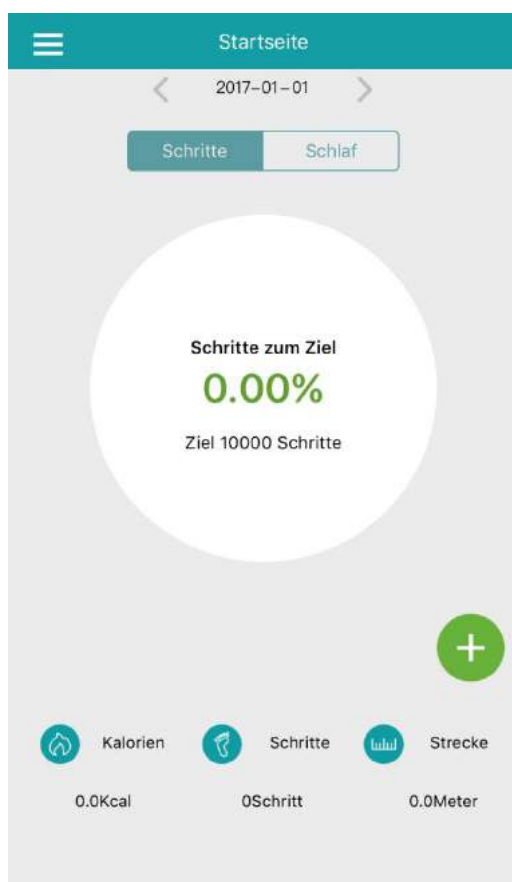 Startseite
2017-01-01
Schritte Schlaf
Schritte zum Ziel
0.00%
Ziel 10000 Schritte
Kalorien Schritte Strecke
0.0Kcal 0Schritt 0.0Meter